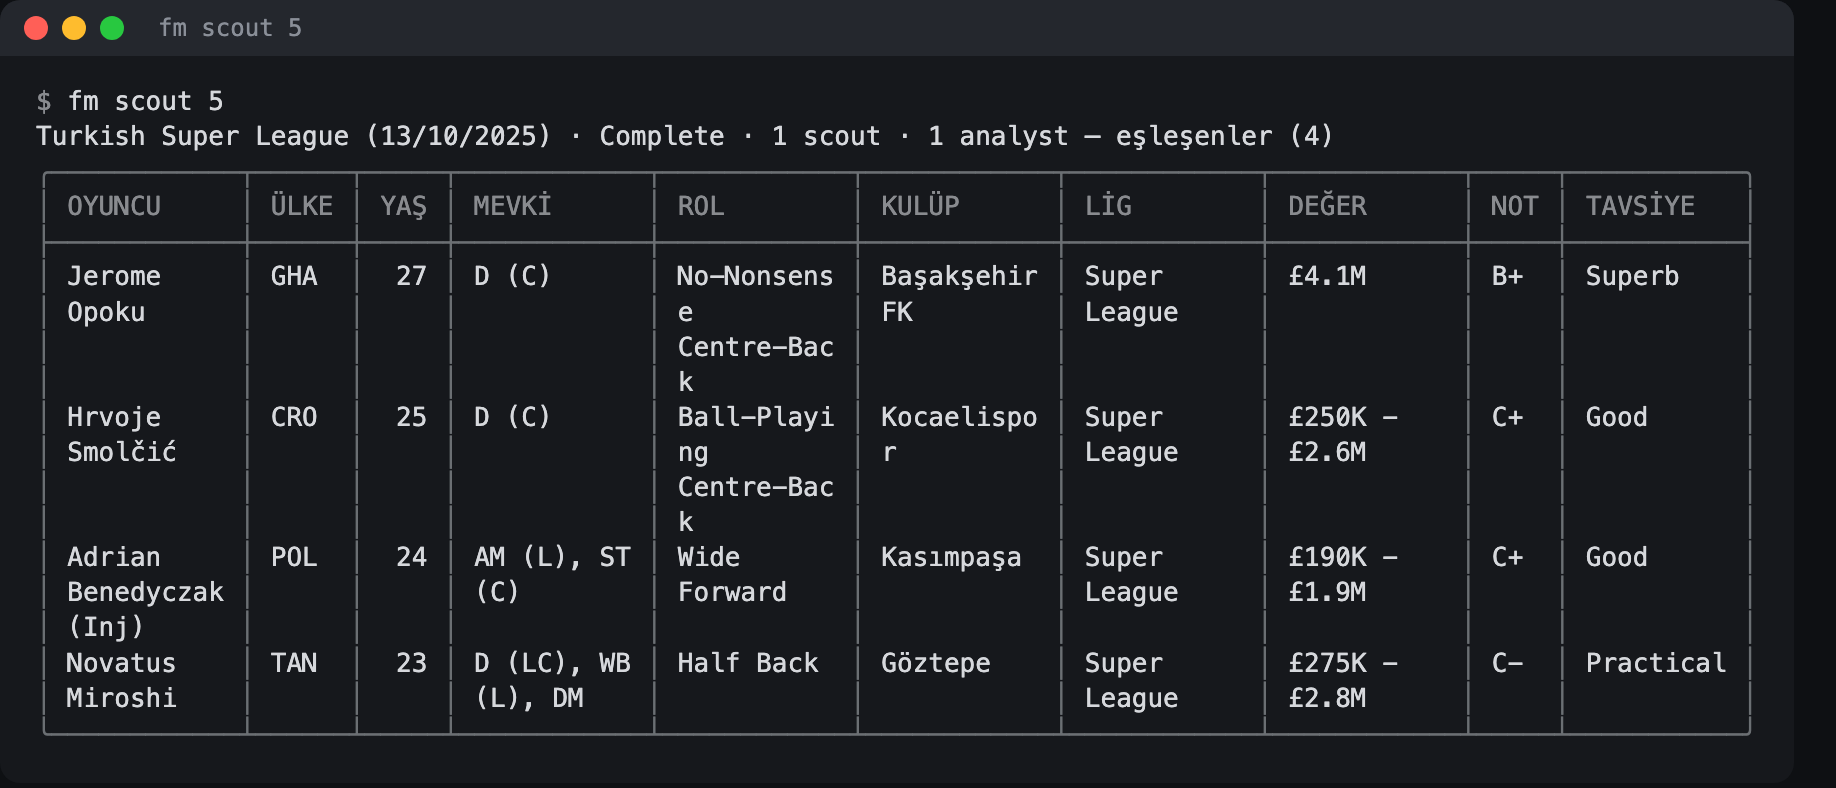 fm scout 5
$ fm scout 5
Turkish Super League (13/10/2025) · Complete · 1 scout · 1 analyst — eşleşenler (4)
OYUNCU ÜLKE YAŞ MEVKİ ROL KULÜP LİG DEĞER NOT TAVSİYE
Jerome GHA 27 D (C) No-Nonsens Başakşehir Super £4.1M B+ Superb
Opoku e FK League
Centre-Bac
k
Hrvoje CRO 25 D (C) Ball-Playi Kocaelispo Super £250K - C+ Good
Smolčić ng r League £2.6M
Centre-Bac
k
Adrian POL 24 AM (L), ST Wide Kasımpaşa Super £190K - C+ Good
Benedyczak (C) Forward League £1.9M
(Inj)
Novatus TAN 23 D (LC), WB Half Back Göztepe Super £275K - C- Practical
Miroshi (L), DM League £2.8M